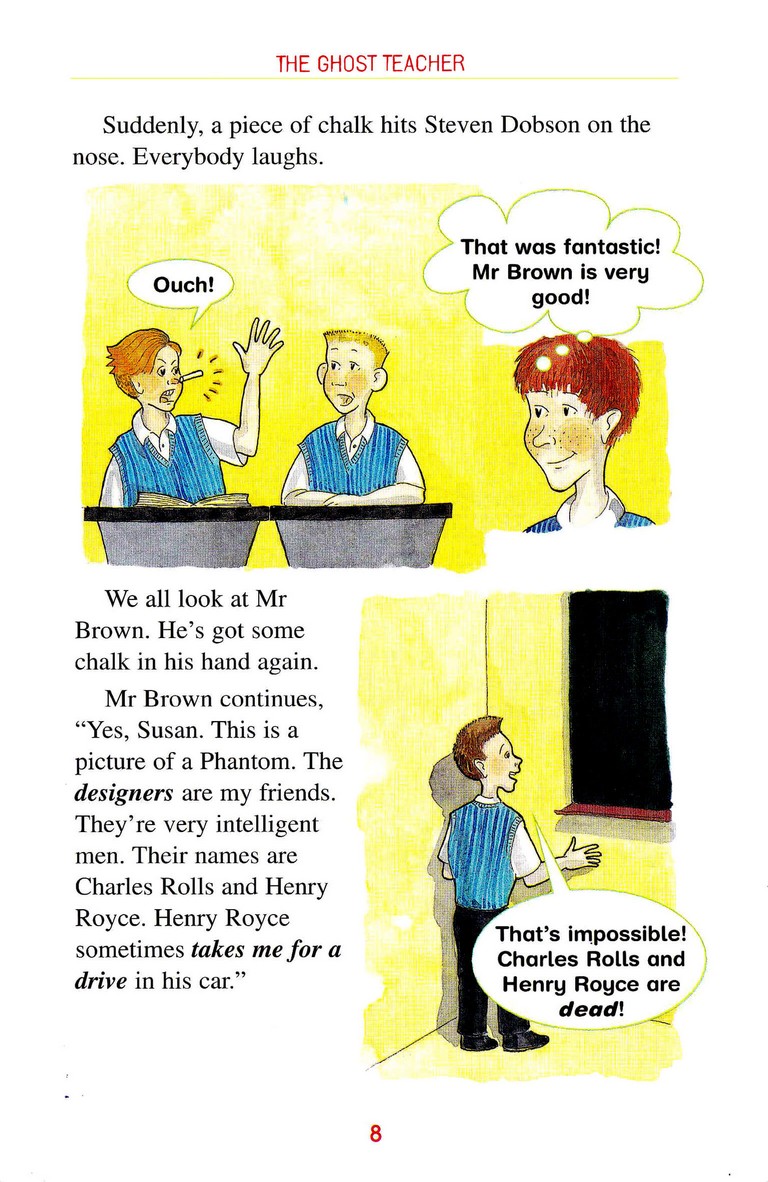 THE GHOST TEACHER
Suddenly, a piece of chalk hits Steven Dobson on the
nose. Everybody laughs.
Ouch!
That was fantastic!
Mr Brown is very
good!
We all look at Mr
Brown. He's got some
chalk in his hand again.
Mr Brown continues,
“Yes, Susan. This is a
picture of a Phantom. The
designers are my friends.
They're very intelligent
men. Their names are
Charles Rolls and Henry
Royce. Henry Royce
sometimes takes me for a
drive in his car.”
That's impossible!
Charles Rolls and
Henry Royce are
dead!
8